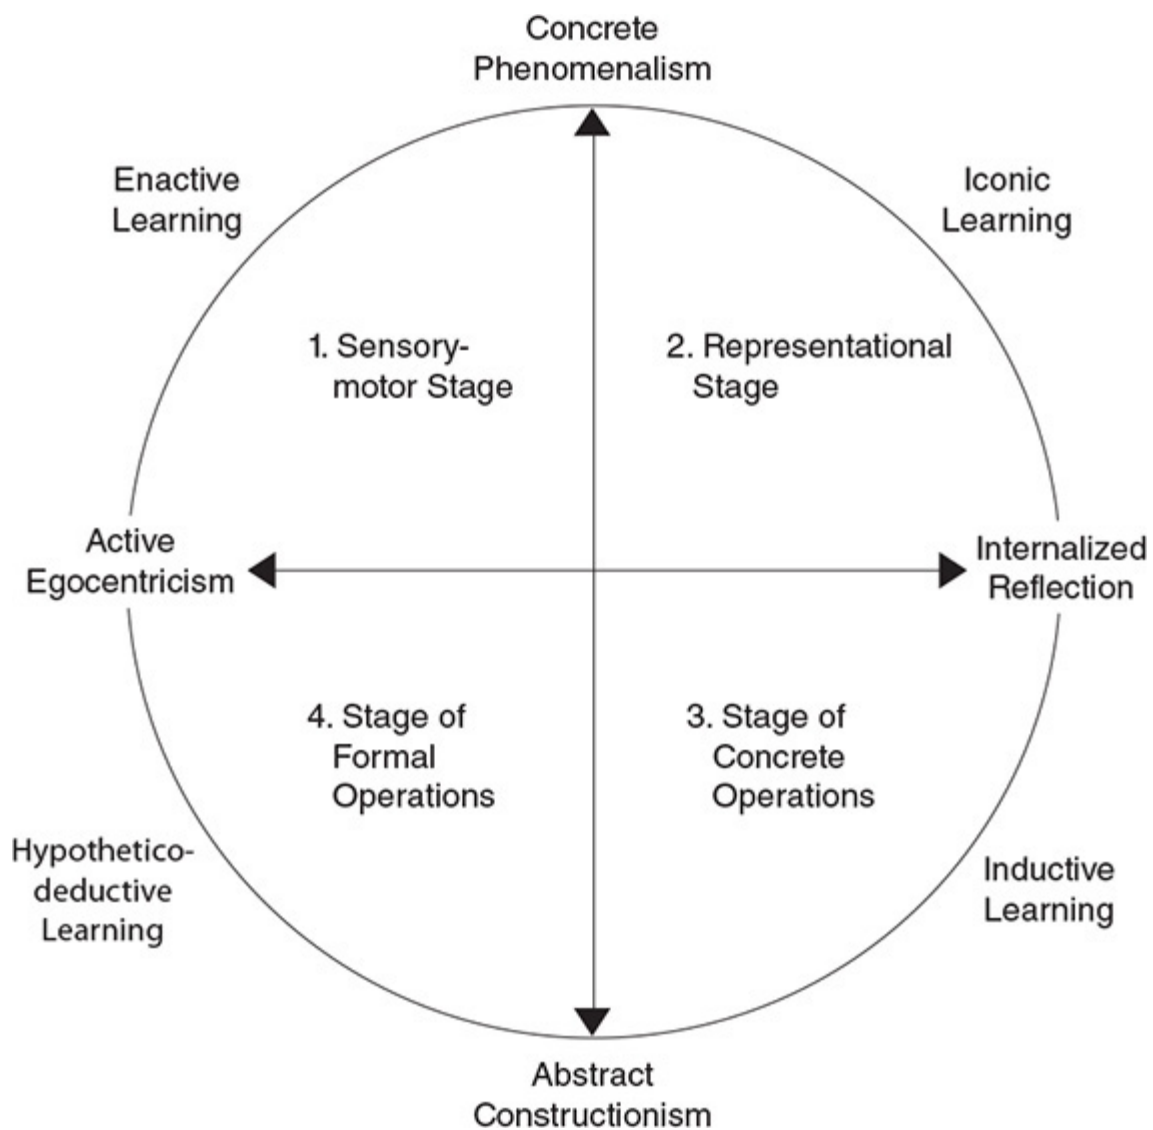 Concrete
Phenomenalism
Enactive
Learning
Iconic
Learning
1. Sensory-
motor Stage
2. Representational
Stage
Active
Egocentricism
Internalized
Reflection
4. Stage of
Formal
Operations
3. Stage of
Concrete
Operations
Hypothetico-
deductive
Learning
Inductive
Learning
Abstract
Constructionism